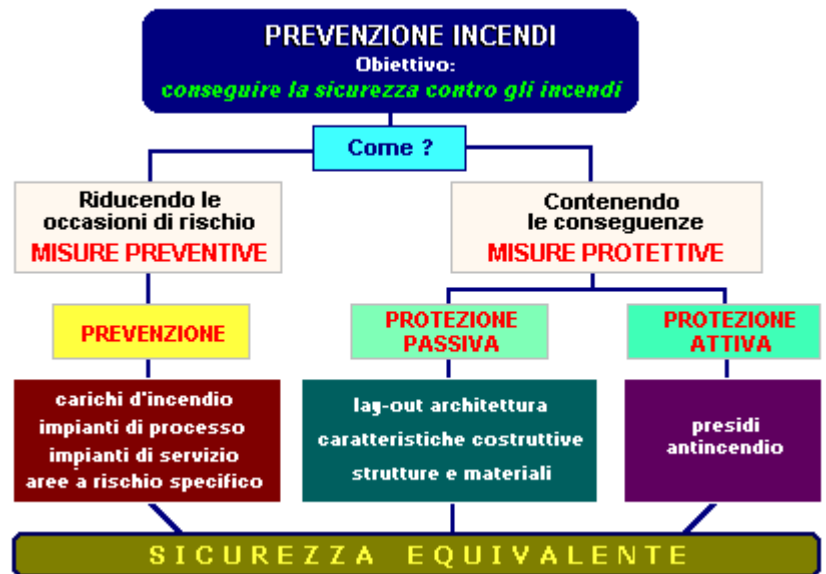 PREVENZIONE INCENDI
Obiettivo:
conseguire la sicurezza contro gli incendi
Come ?
Riducendo le
occasioni di rischio
MISURE PREVENTIVE
Contenendo
le conseguenze
MISURE PROTETTIVE
PREVENZIONE
PROTEZIONE
PASSIVA
PROTEZIONE
ATTIVA
carichi d'incendio
impianti di processo
impianti di servizio
aree a rischio specifico
lay-out architettura
caratteristiche costruttive
strutture e materiali
presidi
antincendio
SICUREZZA EQUIVALENTE